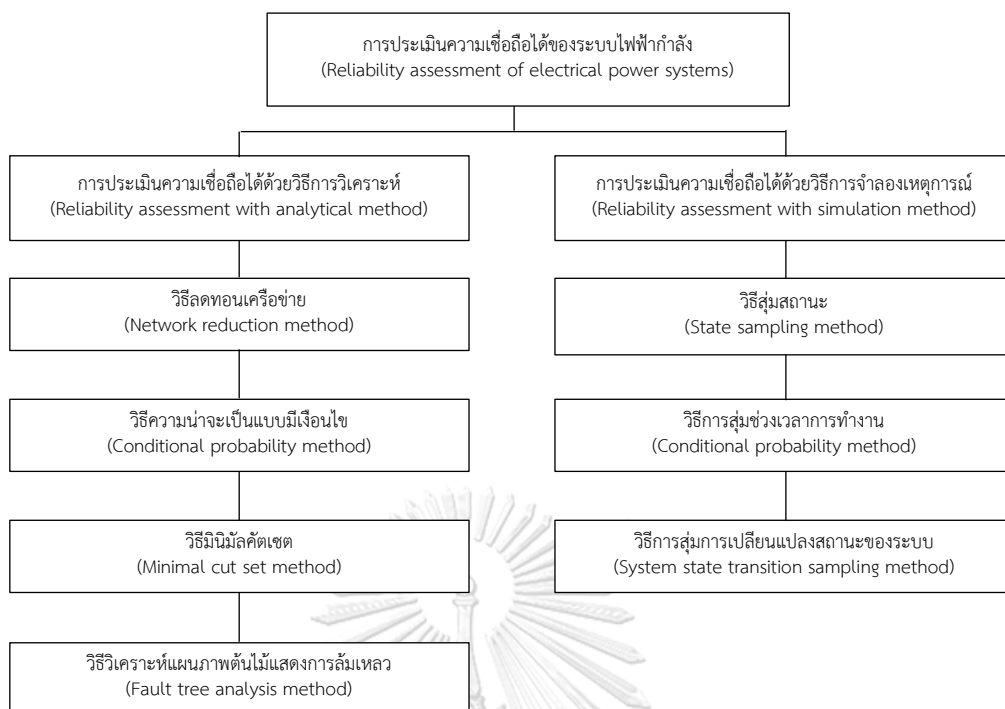 การประเมินความเชื่อถือได้ของระบบไฟฟ้ากำลัง
(Reliability assessment of electrical power systems)
การประเมินความเชื่อถือได้ด้วยวิธีการวิเคราะห์
(Reliability assessment with analytical method)
วิธีลดทอนเครือข่าย
(Network reduction method)
วิธีความน่าจะเป็นแบบมีเงือนไข
(Conditional probability method)
วิธีมินิมัลคัตเซต
(Minimal cut set method)
วิธีวิเคราะห์แผนภาพต้นไม้แสดงการล้มเหลว
(Fault tree analysis method)
การประเมินความเชื่อถือได้ด้วยวิธีการจำลองเหตุการณ์
(Reliability assessment with simulation method)
วิธีสุ่มสถานะ
(State sampling method)
วิธีการสุ่มช่วงเวลาการทำงาน
(Conditional probability method)
วิธีการสุ่มการเปลียนแปลงสถานะของระบบ
(System state transition sampling method)